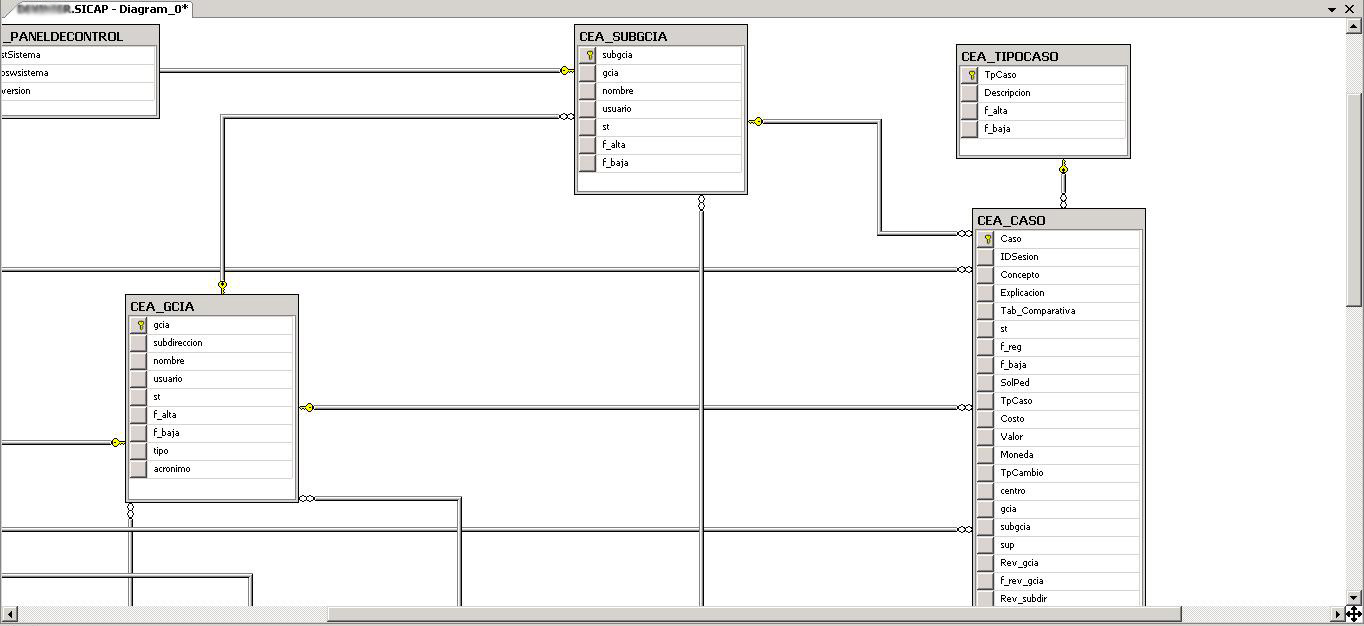 .SICAP - Diagram_0*
_PANELDECONTROL
stSistema
oswsistema
version
CEA_SUBGCIA
subgcia
gcia
nombre
usuario
st
f_alta
f_baja
CEA_TIPOCASO
TpCaso
Descripcion
f_alta
f_baja
CEA_GCIA
gcia
subdireccion
nombre
usuario
st
f_alta
f_baja
tipo
acronimo
CEA_CASO
Caso
IDSesion
Concepto
Explicacion
Tab_Comparativa
st
f_reg
f_baja
SolPed
TpCaso
Costo
Valor
Moneda
TpCambio
centro
gcia
subgcia
sup
Rev_gcia
f_rev_gcia
Rev_subdir